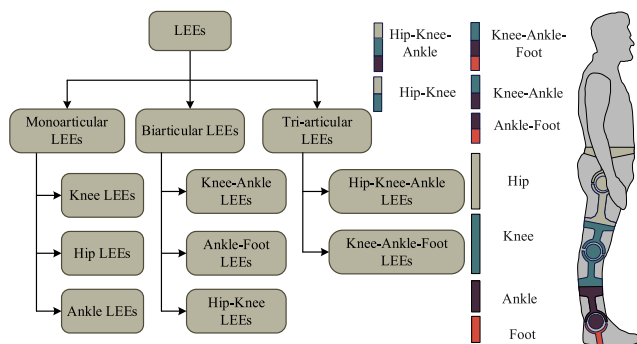 LEEs
Monoarticular
LEEs
Biarticular LEEs
Tri-articular
LEEs
Knee LEEs
Hip LEEs
Ankle LEEs
Knee-Ankle
LEEs
Ankle-Foot
LEEs
Hip-Knee
LEEs
Hip-Knee-Ankle
LEEs
Knee-Ankle-Foot
LEEs
Hip-Knee-
Ankle
Hip-Knee
Knee-Ankle-
Foot
Knee-Ankle
Ankle-Foot
Hip
Knee
Ankle
Foot